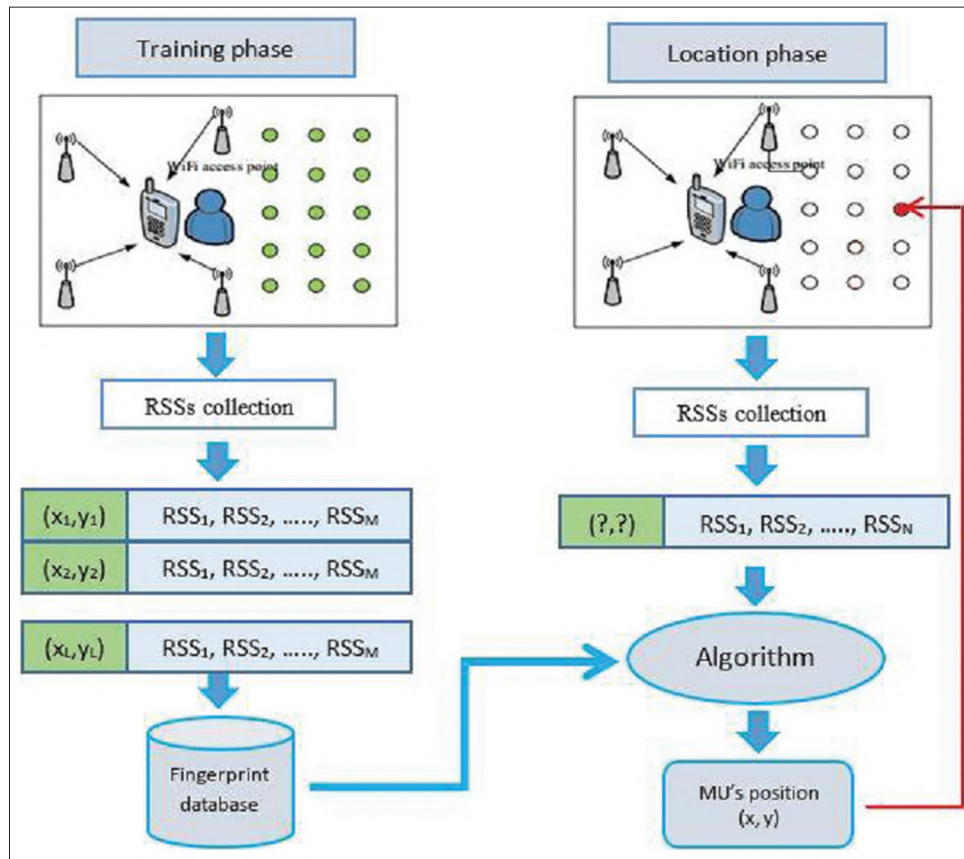 Training phase
WiFi access point
RSSs collection
(x₁,y₁) RSS₁, RSS₂, ....., RSSM
(x₂,y₂) RSS₁, RSS₂, ....., RSSM
(xL,yL) RSS₁, RSS₂, ....., RSSM
Fingerprint
database
Location phase
WiFi access point
RSSs collection
(?,?) RSS₁, RSS₂, ....., RSSN
Algorithm
MU's position
(x, y)